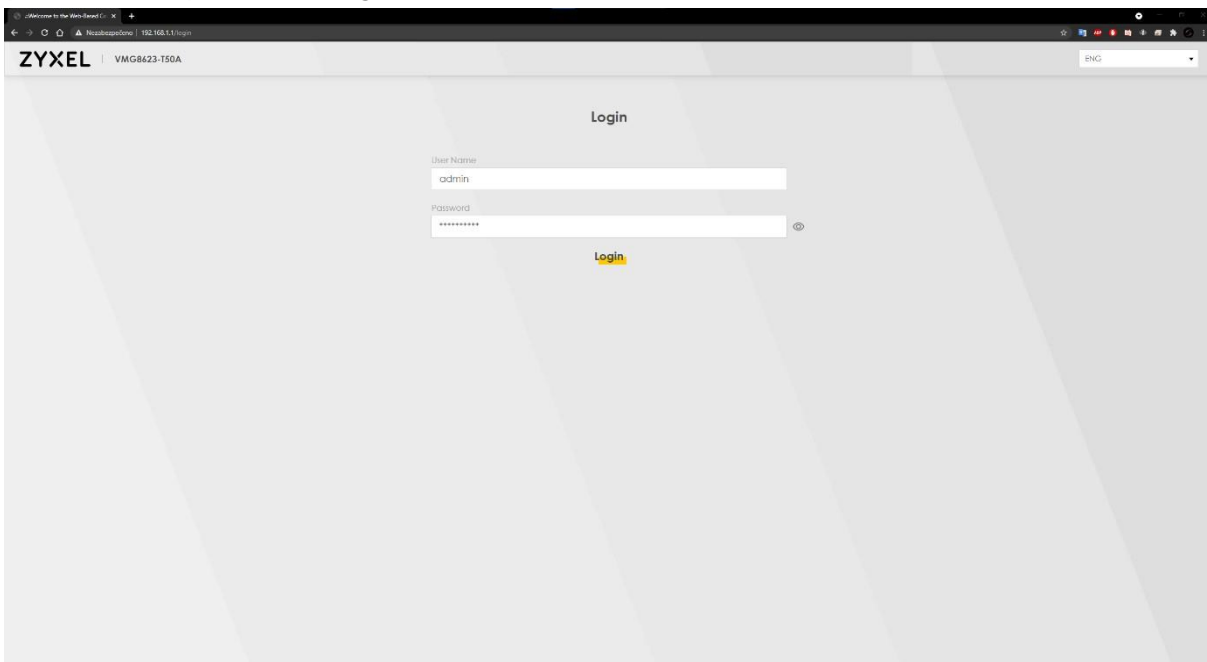 ::Welcome to the Web-Based Co
Nezabezpečeno | 192.168.1.1/login
ZYXEL | VMG8623-T50A
ENG
Login
User Name
admin
Password
**********
Login